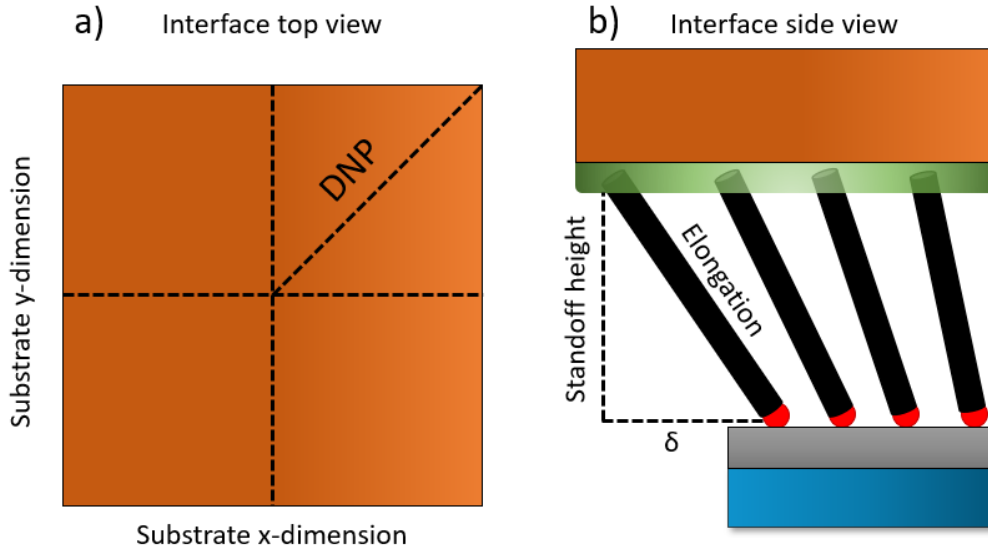 a)
Interface top view
DNP
Substrate y-dimension
Substrate x-dimension
b)
Interface side view
Elongation
Standoff height
δ